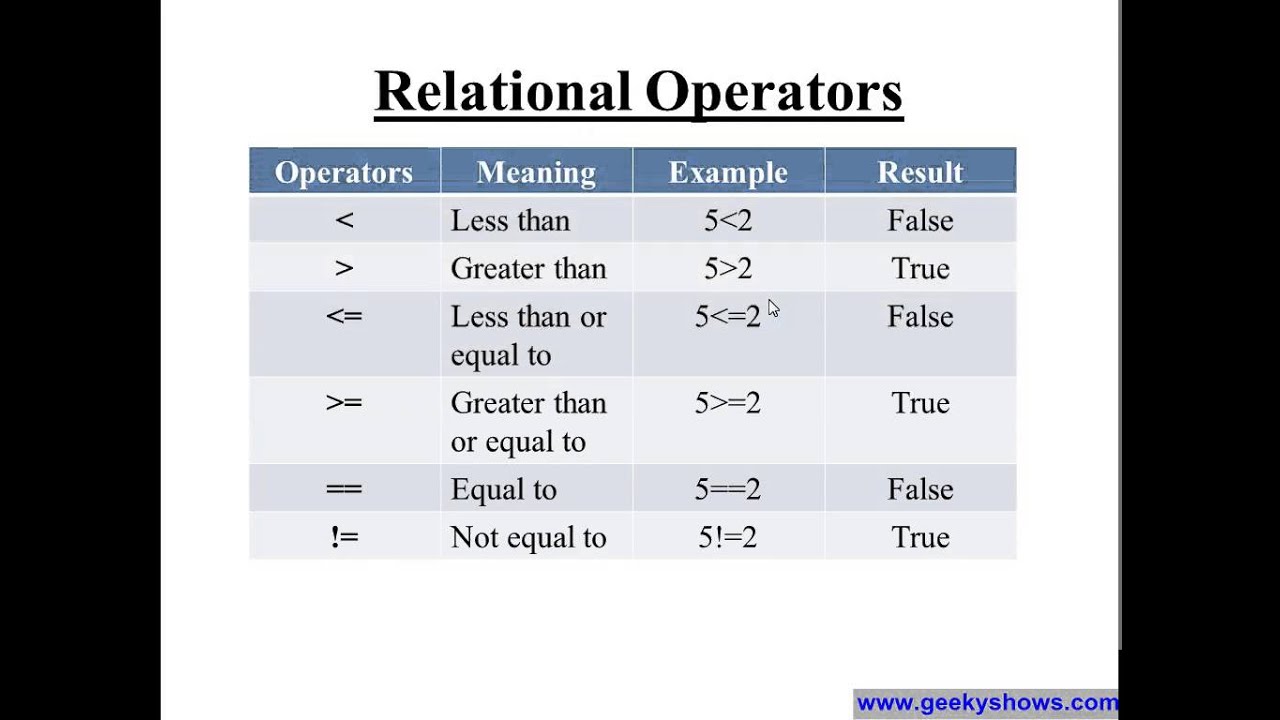 Relational Operators
Operators Meaning Example Result
< Less than 5<2 False
> Greater than 5>2 True
<= Less than or 5<=2 False
equal to
>= Greater than 5>=2 True
or equal to
== Equal to 5==2 False
!= Not equal to 5!=2 True
www.geekyshows.com